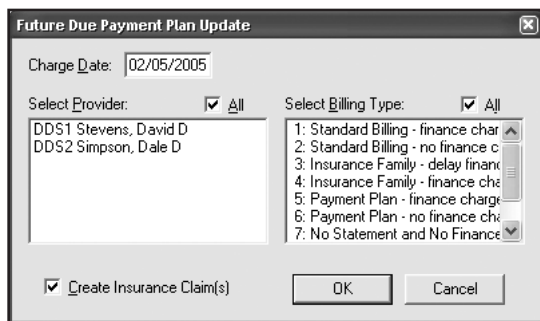 Future Due Payment Plan Update
Charge Date: 02/05/2005
Select Provider: All
DDS1 Stevens, David D
DDS2 Simpson, Dale D
Select Billing Type: All
1: Standard Billing - finance char
2: Standard Billing - no finance c
3: Insurance Family - delay financ
4: Insurance Family - finance cha
5: Payment Plan - finance charge
6: Payment Plan - no finance cha
7: No Statement and No Finance
Create Insurance Claim(s)
OK
Cancel